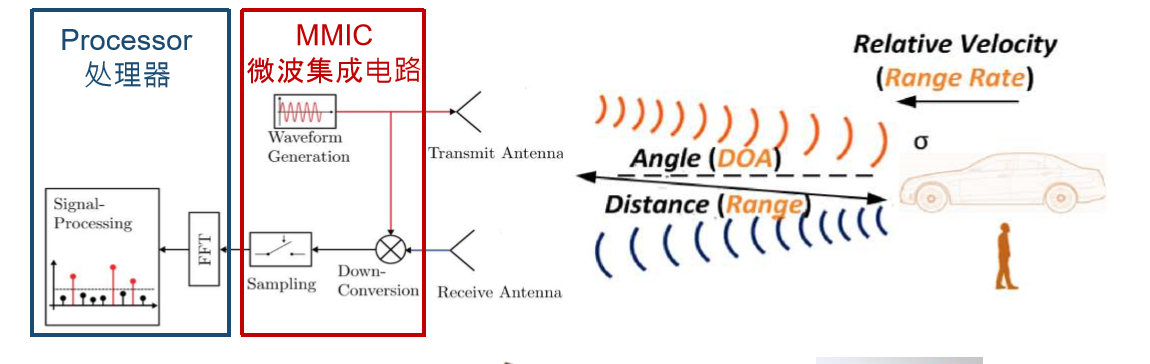 Processor
处理器
MMIC
微波集成电路
Waveform
Generation
Transmit Antenna
Signal-
Processing
FFT
Sampling
Down-
Conversion
Receive Antenna
Relative Velocity
(Range Rate)
σ
Angle (DOA)
Distance (Range)